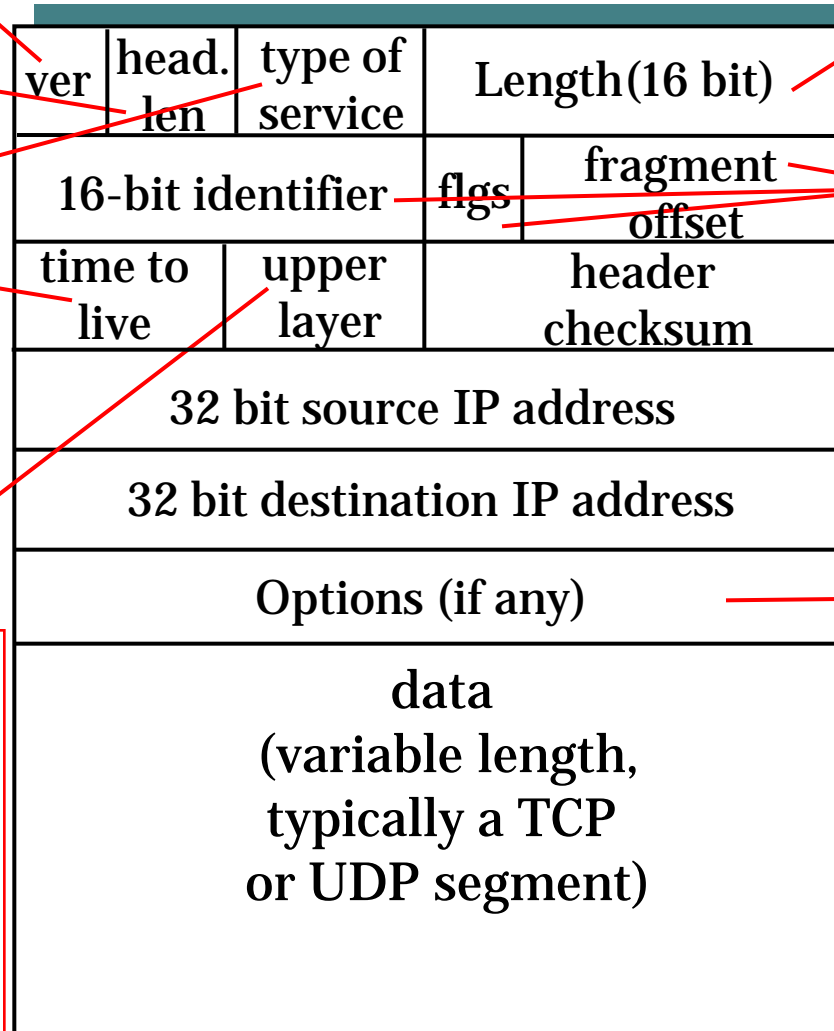 ver
head.
len
type of
service
Length(16 bit)
16-bit identifier
flgs
fragment
offset
time to
live
upper
layer
header
checksum
32 bit source IP address
32 bit destination IP address
Options (if any)
data
(variable length,
typically a TCP
or UDP segment)